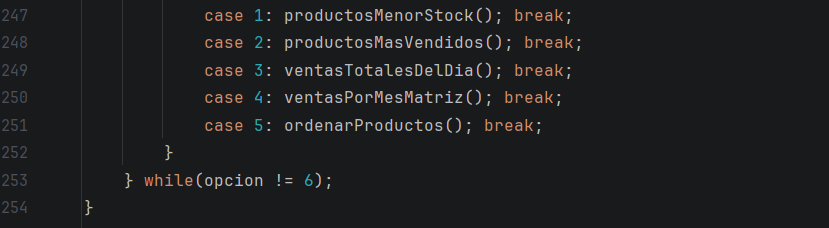 247 case 1: productosMenorStock(); break;
248 case 2: productosMasVendidos(); break;
249 case 3: ventasTotalesDelDia(); break;
250 case 4: ventasPorMesMatriz(); break;
251 case 5: ordenarProductos(); break;
252 }
253 } while(opcion != 6);
254 }